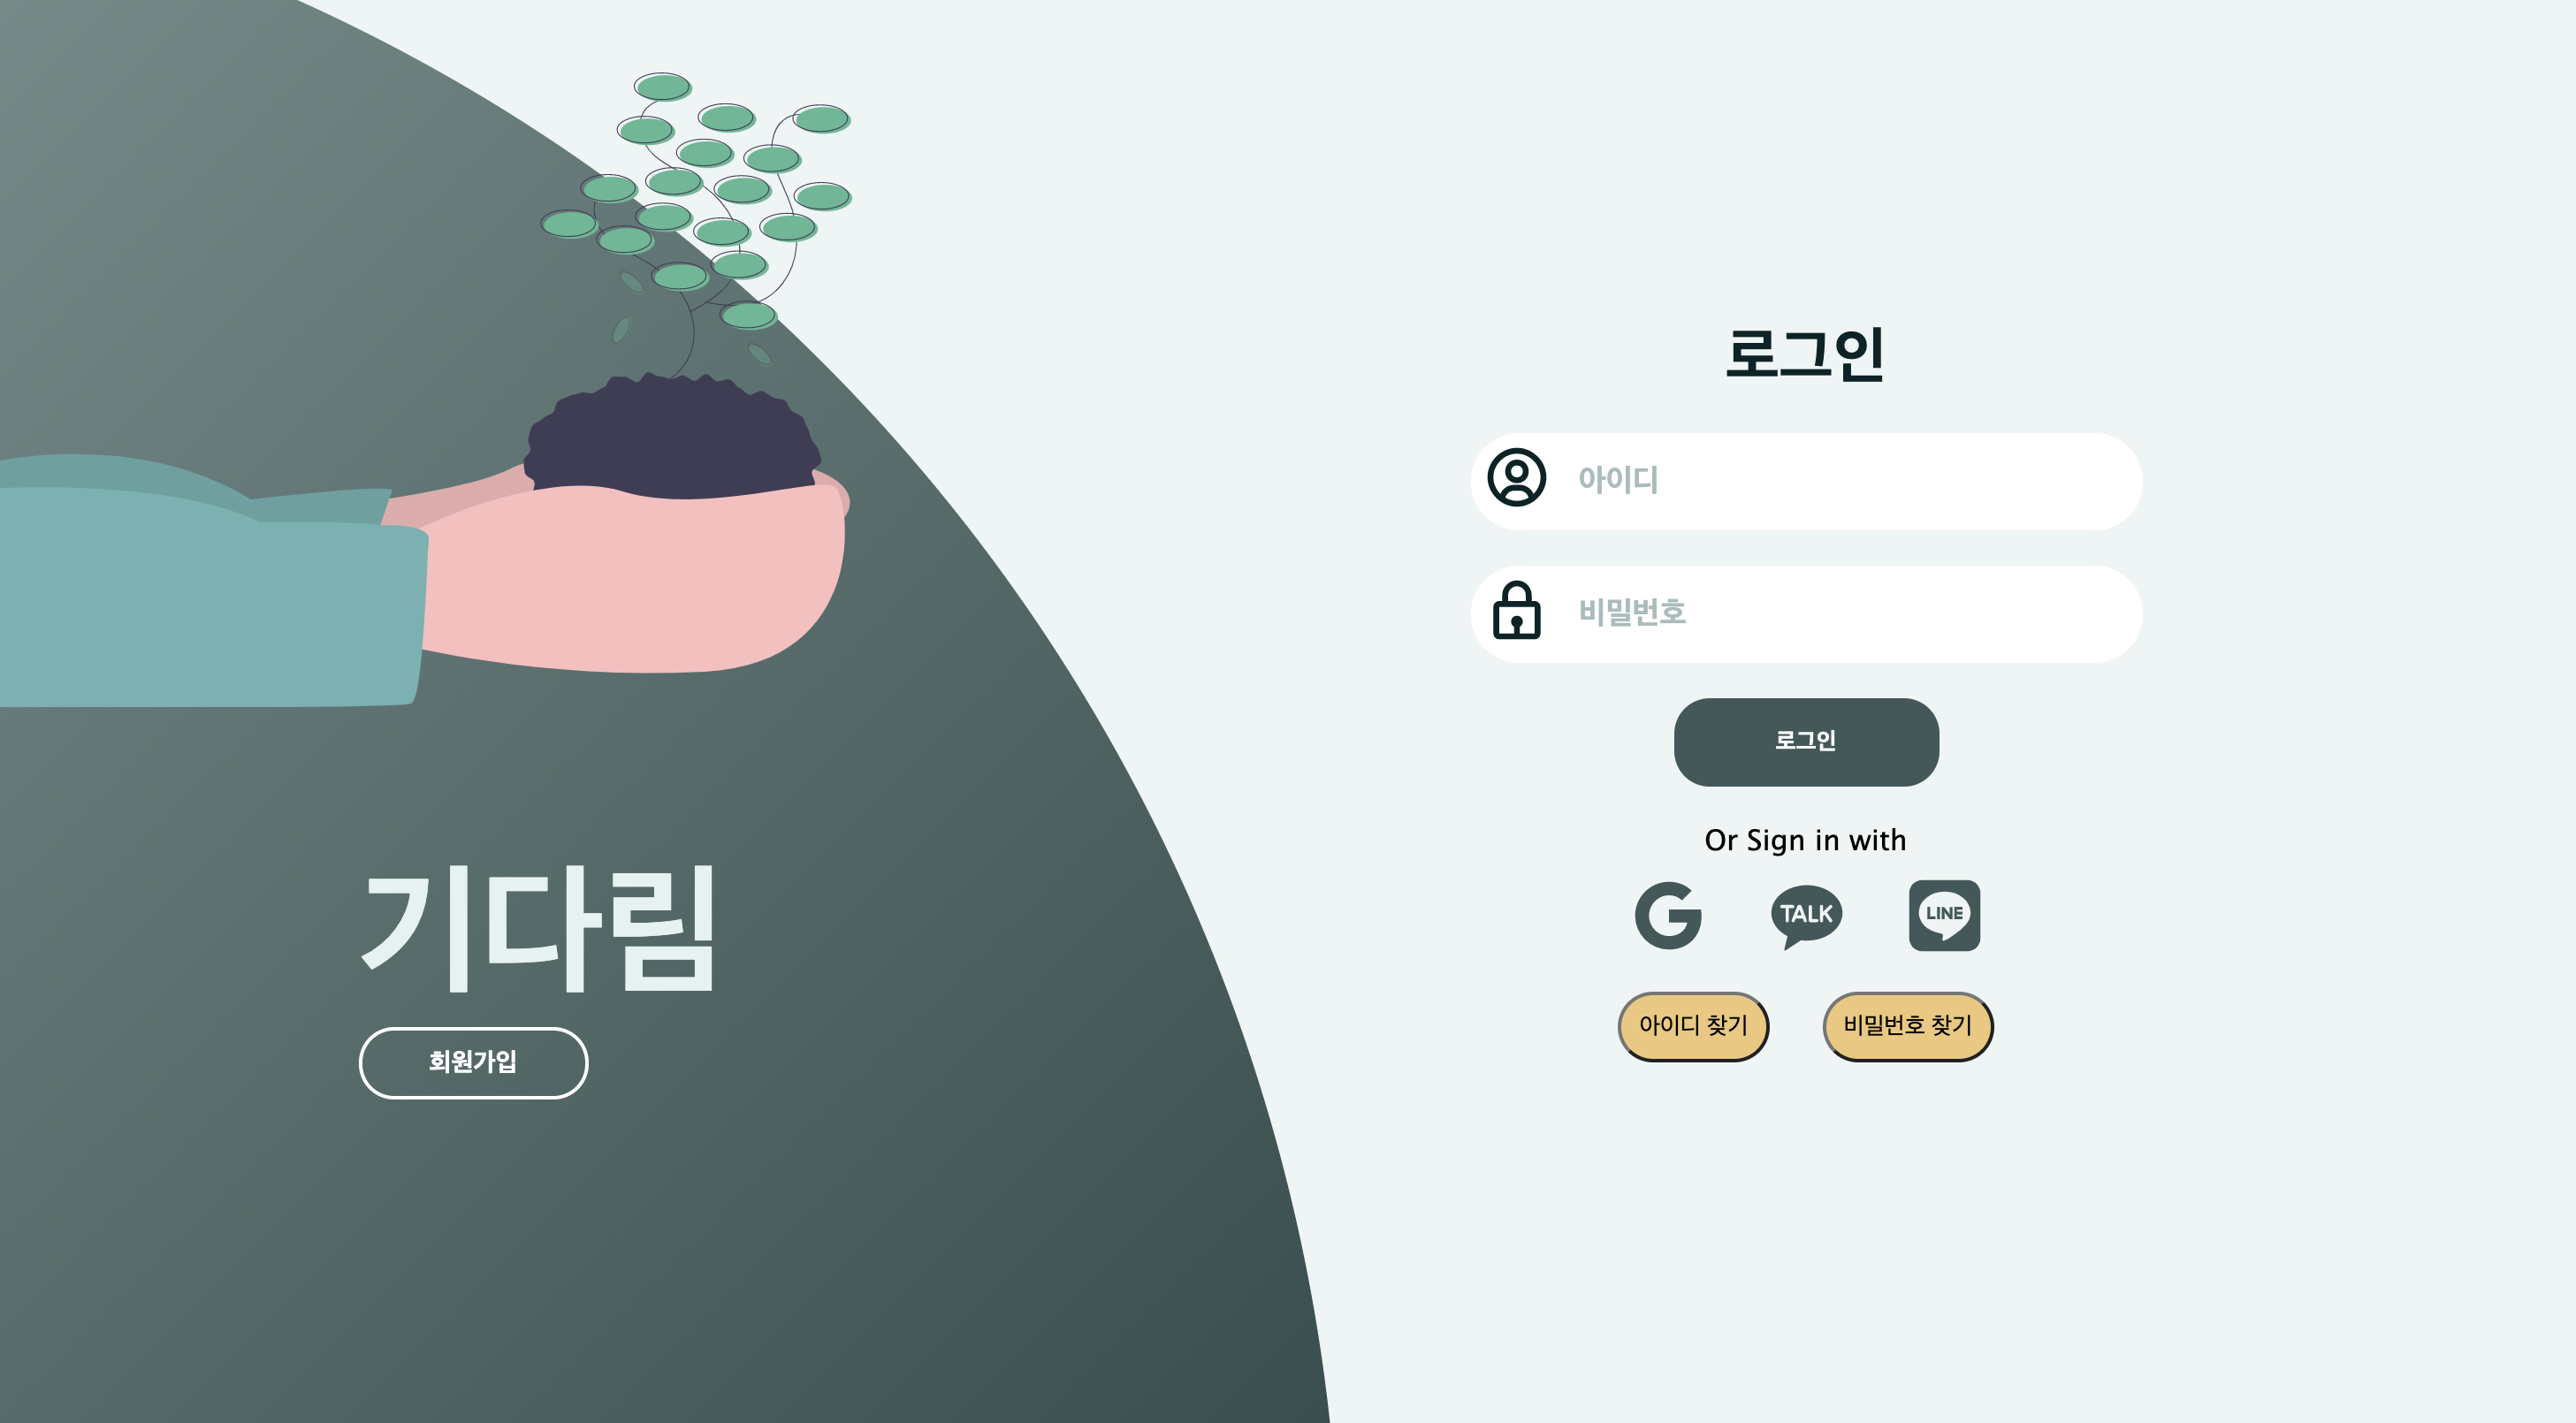 기다림
회원가입
로그인
아이디
비밀번호
로그인
Or Sign in with
G
TALK
LINE
아이디 찾기
비밀번호 찾기